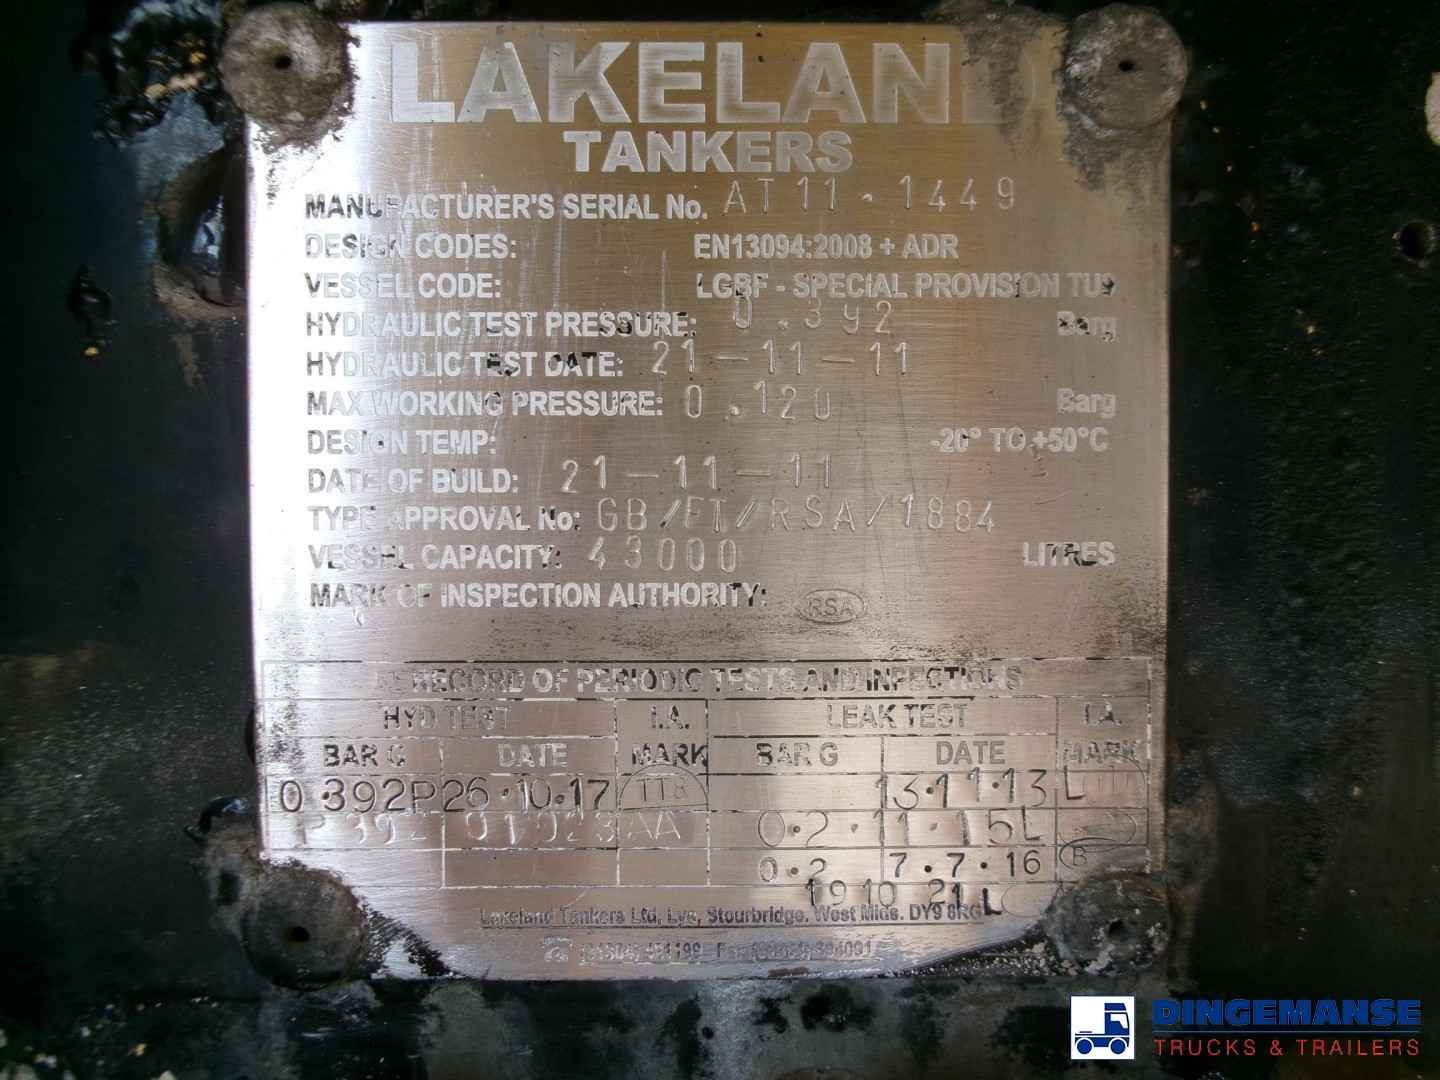 LAKELAND
TANKERS
MANUFACTURER'S SERIAL No. AT11-1449
DESIGN CODES: EN13094:2008 + ADR
VESSEL CODE: LGBF - SPECIAL PROVISION TU9
HYDRAULIC TEST PRESSURE: 0.392 Barg
HYDRAULIC TEST DATE: 21-11-11
MAX WORKING PRESSURE: 0.120 Barg
DESIGN TEMP: -20° TO +50°C
DATE OF BUILD: 21-11-11
TYPE APPROVAL No: GB/FT/RSA/1884
VESSEL CAPACITY: 43000 LITRES
MARK OF INSPECTION AUTHORITY: RSA
RECORD OF PERIODIC TESTS AND INFECTIONS
HYD TEST I.A. LEAK TEST I.A.
BAR G DATE MARK BAR G DATE MARK
0.392P 26.10.17 13.11.13 L
P 392 AA 0.2 .11.15 L
0.2 7.7.16 B
19 10 21 L
Lakeland Tankers Ltd, Lye, Stourbridge, West Mids. DY9 8RG
DINGEMANSE
TRUCKS & TRAILERS